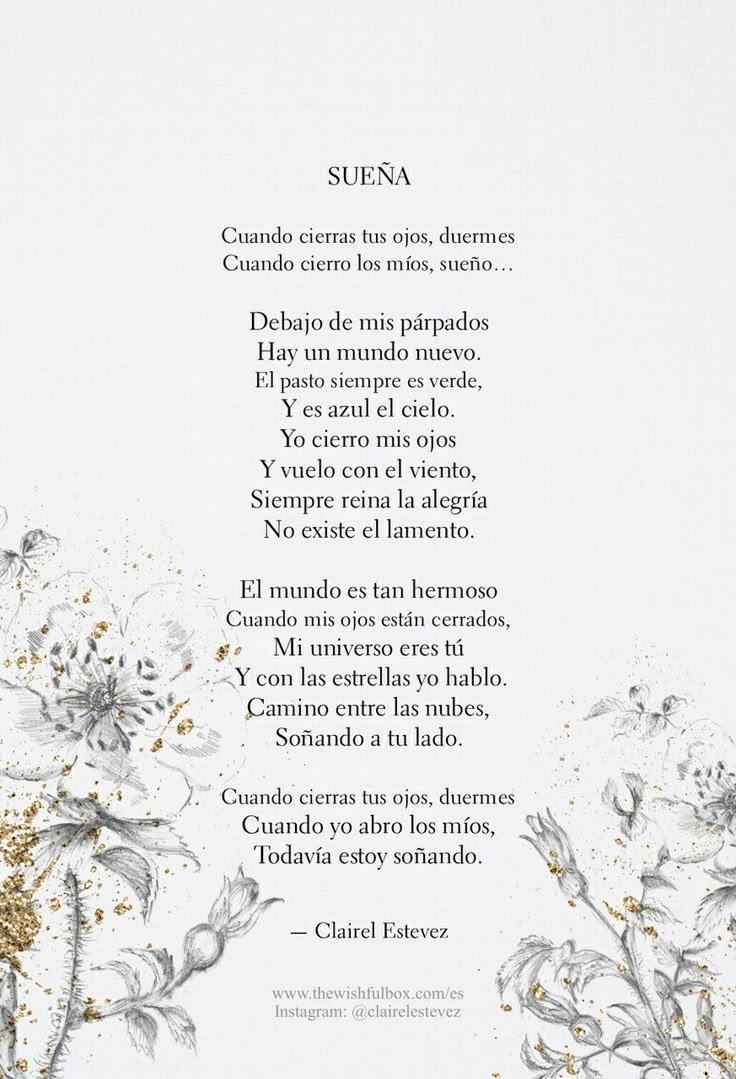 SUEÑA
Cuando cierras tus ojos, duermes
Cuando cierro los míos, sueño…
Debajo de mis párpados
Hay un mundo nuevo.
El pasto siempre es verde,
Y es azul el cielo.
Yo cierro mis ojos
Y vuelo con el viento,
Siempre reina la alegría
No existe el lamento.
El mundo es tan hermoso
Cuando mis ojos están cerrados,
Mi universo eres tú
Y con las estrellas yo hablo.
Camino entre las nubes,
Soñando a tu lado.
Cuando cierras tus ojos, duermes
Cuando yo abro los míos,
Todavía estoy soñando.
— Clairel Estevez
www.thewishfulbox.com/es
Instagram: @clairelestevez